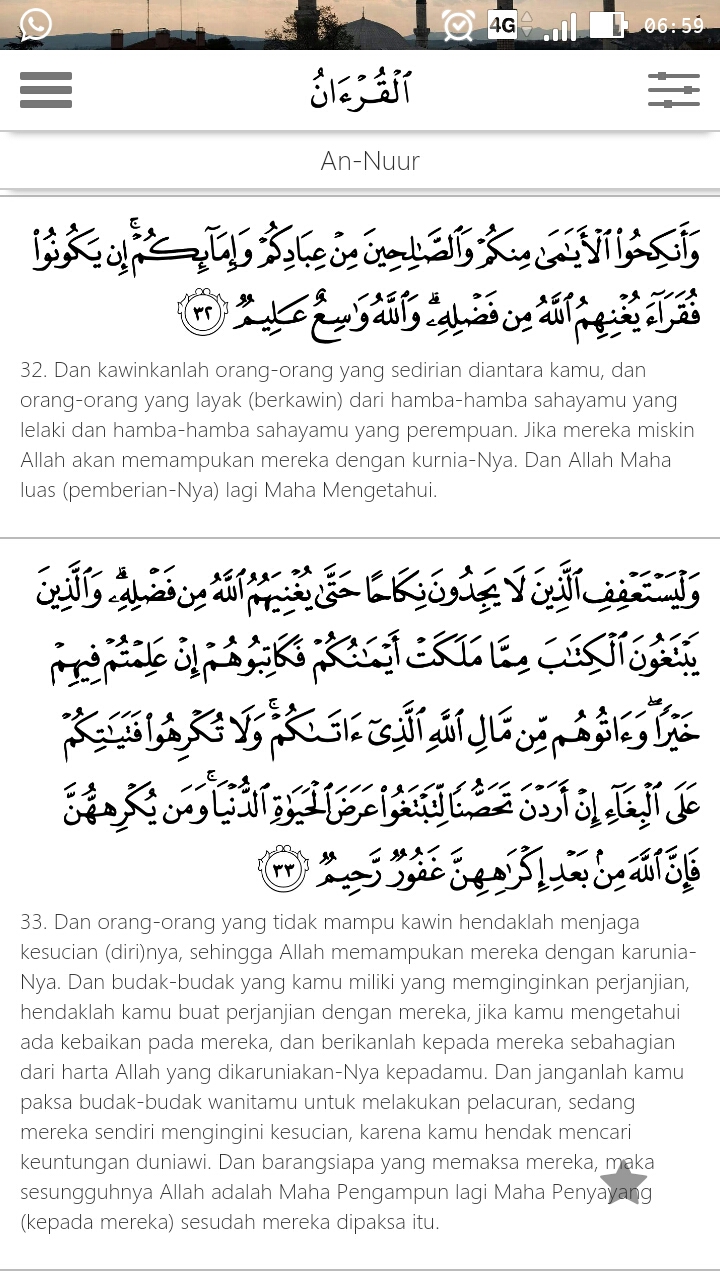 4G 06:59
ٱلْقُرْءَانُ
An-Nuur
وَأَنكِحُوا۟ ٱلْأَيَـٰمَىٰ مِنكُمْ وَٱلصَّـٰلِحِينَ مِنْ عِبَادِكُمْ وَإِمَآئِكُمْ ۚ إِن يَكُونُوا۟
فُقَرَآءَ يُغْنِهِمُ ٱللَّهُ مِن فَضْلِهِۦ ۗ وَٱللَّهُ وَٰسِعٌ عَلِيمٌ ٣٢
32. Dan kawinkanlah orang-orang yang sedirian diantara kamu, dan
orang-orang yang layak (berkawin) dari hamba-hamba sahayamu yang
lelaki dan hamba-hamba sahayamu yang perempuan. Jika mereka miskin
Allah akan memampukan mereka dengan kurnia-Nya. Dan Allah Maha
luas (pemberian-Nya) lagi Maha Mengetahui.
وَلْيَسْتَعْفِفِ ٱلَّذِينَ لَا يَجِدُونَ نِكَاحًا حَتَّىٰ يُغْنِيَهُمُ ٱللَّهُ مِن فَضْلِهِۦ ۗ وَٱلَّذِينَ
يَبْتَغُونَ ٱلْكِتَـٰبَ مِمَّا مَلَكَتْ أَيْمَـٰنُكُمْ فَكَاتِبُوهُمْ إِنْ عَلِمْتُمْ فِيهِمْ
خَيْرًا ۖ وَءَاتُوهُم مِّن مَّالِ ٱللَّهِ ٱلَّذِىٓ ءَاتَىٰكُمْ ۚ وَلَا تُكْرِهُوا۟ فَتَيَـٰتِكُمْ
عَلَى ٱلْبِغَآءِ إِنْ أَرَدْنَ تَحَصُّنًا لِّتَبْتَغُوا۟ عَرَضَ ٱلْحَيَوٰةِ ٱلدُّنْيَا ۚ وَمَن يُكْرِههُّنَّ
فَإِنَّ ٱللَّهَ مِنۢ بَعْدِ إِكْرَٰهِهِنَّ غَفُورٌ رَّحِيمٌ ٣٣
33. Dan orang-orang yang tidak mampu kawin hendaklah menjaga
kesucian (diri)nya, sehingga Allah memampukan mereka dengan karunia-
Nya. Dan budak-budak yang kamu miliki yang memginginkan perjanjian,
hendaklah kamu buat perjanjian dengan mereka, jika kamu mengetahui
ada kebaikan pada mereka, dan berikanlah kepada mereka sebahagian
dari harta Allah yang dikaruniakan-Nya kepadamu. Dan janganlah kamu
paksa budak-budak wanitamu untuk melakukan pelacuran, sedang
mereka sendiri mengingini kesucian, karena kamu hendak mencari
keuntungan duniawi. Dan barangsiapa yang memaksa mereka, maka
sesungguhnya Allah adalah Maha Pengampun lagi Maha Penyayang
(kepada mereka) sesudah mereka dipaksa itu.